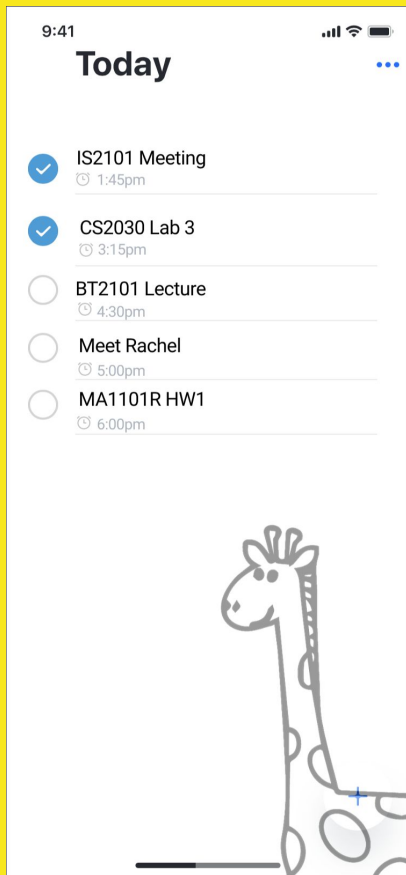 9:41
Today
IS2101 Meeting
1:45pm
CS2030 Lab 3
3:15pm
BT2101 Lecture
4:30pm
Meet Rachel
5:00pm
MA1101R HW1
6:00pm